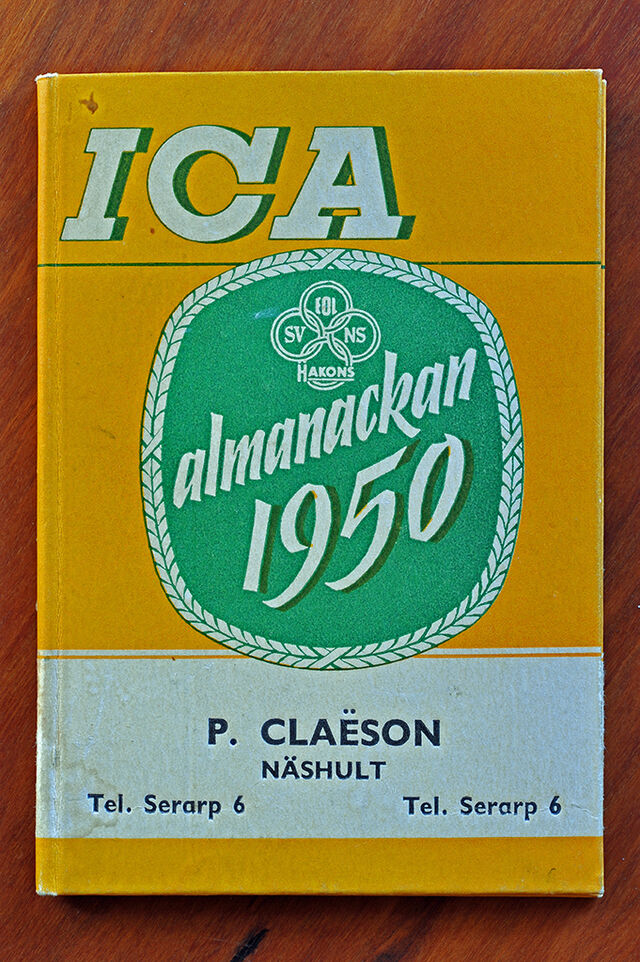 ICA
EOL
SV NS
HAKONS
almanackan
1950
P. CLAËSON
NÄSHULT
Tel. Serarp 6 Tel. Serarp 6